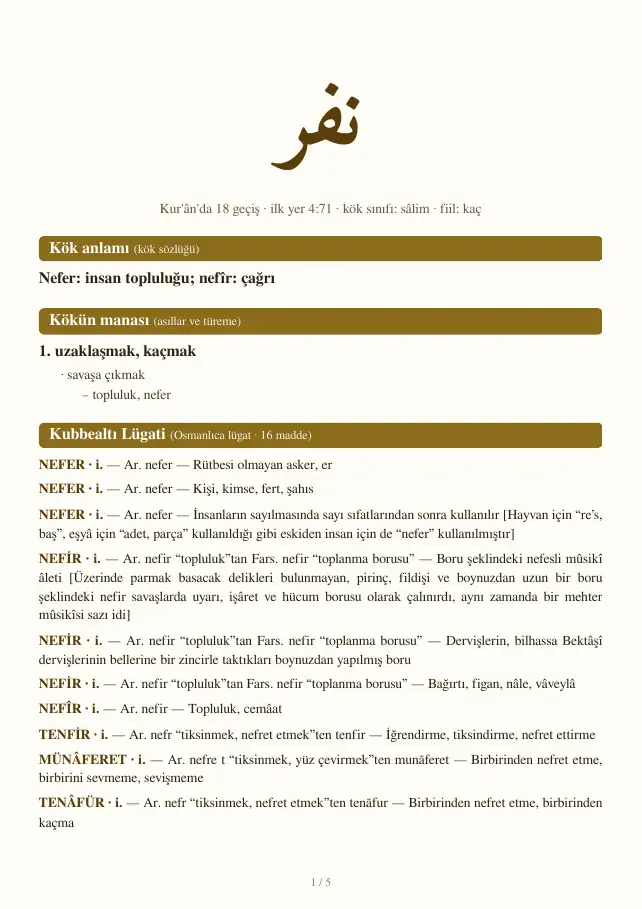 نفر
Kur'ân'da 18 geçiş · ilk yer 4:71 · kök sınıfı: sâlim · fiil: kaç
Kök anlamı (kök sözlüğü)
Nefer: insan topluluğu; nefîr: çağrı
Kökün manası (asıllar ve türeme)
1. uzaklaşmak, kaçmak
· savaşa çıkmak
– topluluk, nefer
Kubbealtı Lügati (Osmanlıca lügat · 16 madde)
NEFER · i. — Ar. nefer — Rütbesi olmayan asker, er
NEFER · i. — Ar. nefer — Kişi, kimse, fert, şahıs
NEFER · i. — Ar. nefer — İnsanların sayılmasında sayı sıfatlarından sonra kullanılır [Hayvan için “re's,
baş”, eşyâ için “adet, parça” kullanıldığı gibi eskiden insan için de “nefer” kullanılmıştır]
NEFİR · i. — Ar. nefir “topluluk”tan Fars. nefir “toplanma borusu” — Boru şeklindeki nefesli mûsikî
âleti [Üzerinde parmak basacak delikleri bulunmayan, pirinç, fildişi ve boynuzdan uzun bir boru
şeklindeki nefir savaşlarda uyarı, işâret ve hücum borusu olarak çalınırdı, aynı zamanda bir mehter
mûsikîsi sazı idi]
NEFİR · i. — Ar. nefir “topluluk”tan Fars. nefir “toplanma borusu” — Dervişlerin, bilhassa Bektâşî
dervişlerinin bellerine bir zincirle taktıkları boynuzdan yapılmış boru
NEFİR · i. — Ar. nefir “topluluk”tan Fars. nefir “toplanma borusu” — Bağırtı, figan, nâle, vâveylâ
NEFÎR · i. — Ar. nefir — Topluluk, cemâat
TENFİR · i. — Ar. nefr “tiksinmek, nefret etmek”ten tenfir — İğrendirme, tiksindirme, nefret ettirme
MÜNÂFERET · i. — Ar. nefre t “tiksinmek, yüz çevirmek”ten munāferet — Birbirinden nefret etme,
birbirini sevmeme, sevişmeme
TENÂFÜR · i. — Ar. nefr “tiksinmek, nefret etmek”ten tenāfur — Birbirinden nefret etme, birbirinden
kaçma
1 / 5